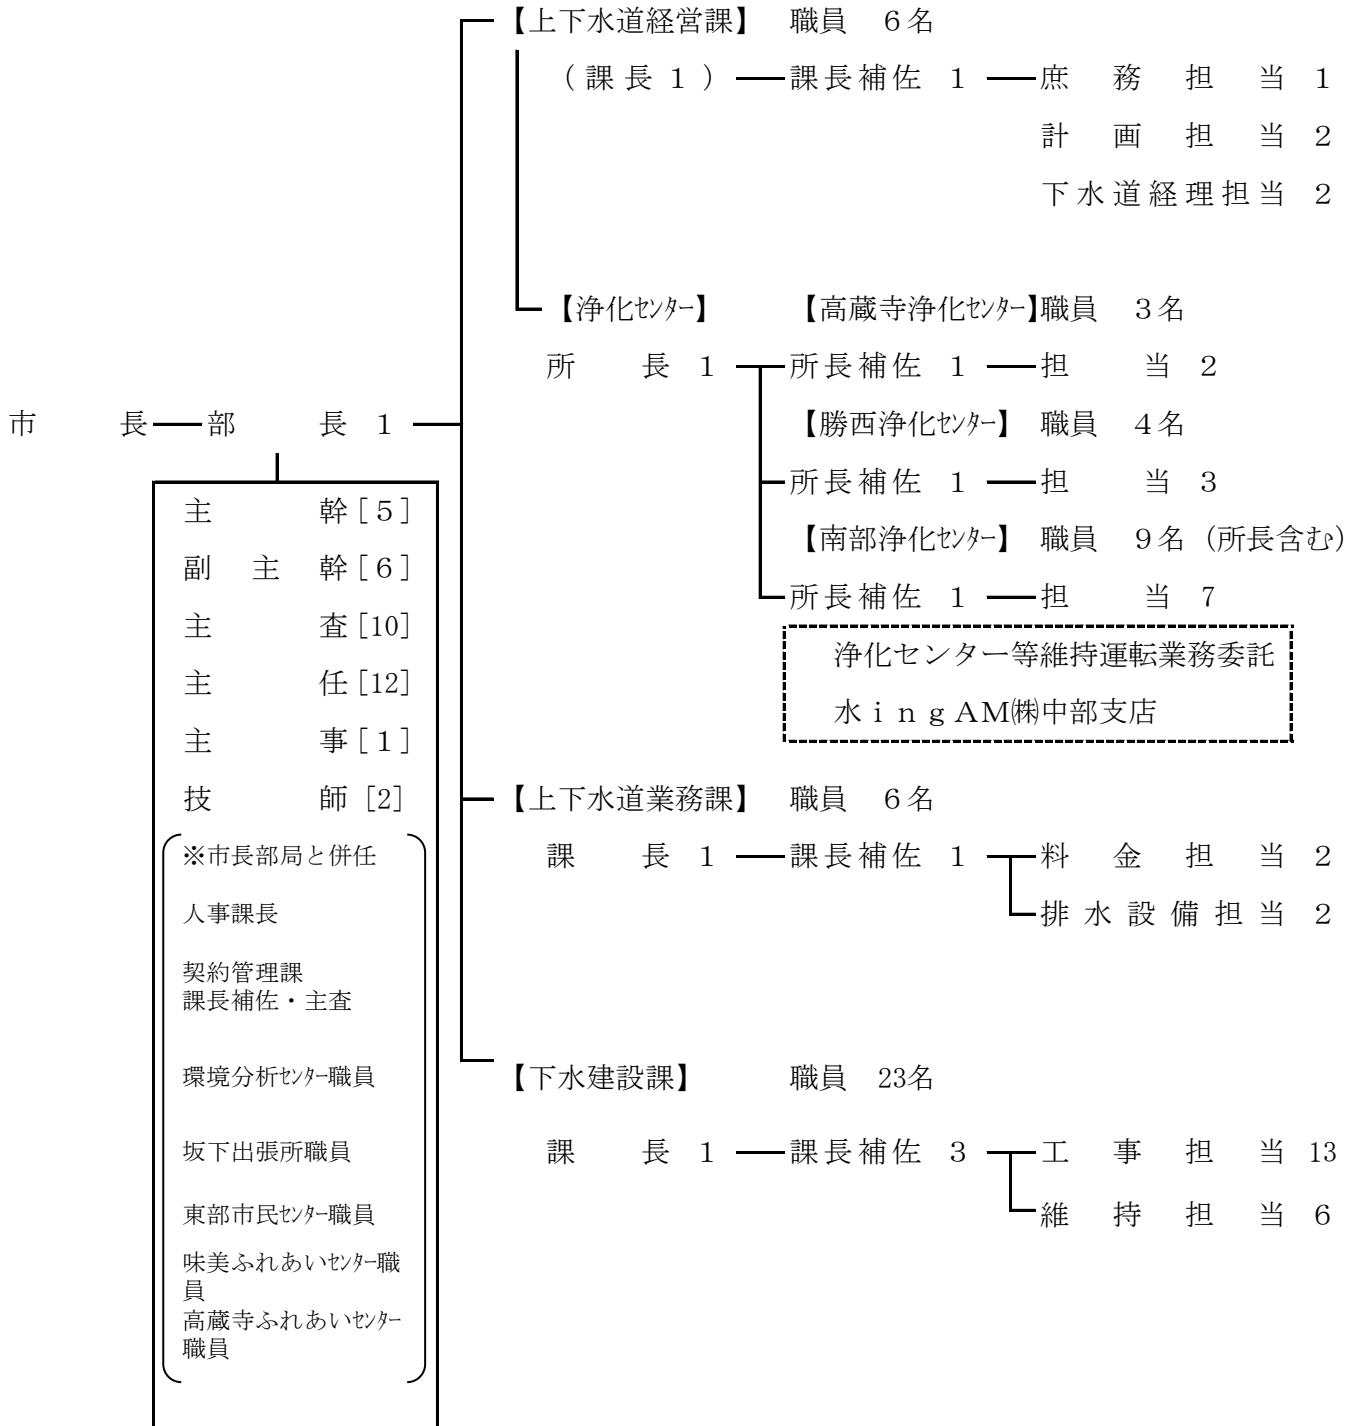 【上下水道経営課】 職員 6名
(課長1) 課長補佐 1 庶務担当 1
計画担当 2
下水道経理担当 2
【浄化センター】 【高蔵寺浄化センター】職員 3名
所長 1 所長補佐 1 担当 2
市長 部長 1
【勝西浄化センター】 職員 4名
所長補佐 1 担当 3
【南部浄化センター】 職員 9名(所長含む)
所長補佐 1 担当 7
浄化センター等維持運転業務委託
水ingAM㈱中部支店
主幹[5]
副主幹[6]
主査[10]
主任[12]
主事[1]
技師[2]
※市長部局と併任
人事課長
契約管理課
課長補佐・主査
環境分析センター職員
坂下出張所職員
東部市民センター職員
味美ふれあいセンター職
員
高蔵寺ふれあいセンター
職員
【上下水道業務課】 職員 6名
課長 1 課長補佐 1 料金担当 2
排水設備担当 2
【下水建設課】 職員 23名
課長 1 課長補佐 3 工事担当 13
維持担当 6